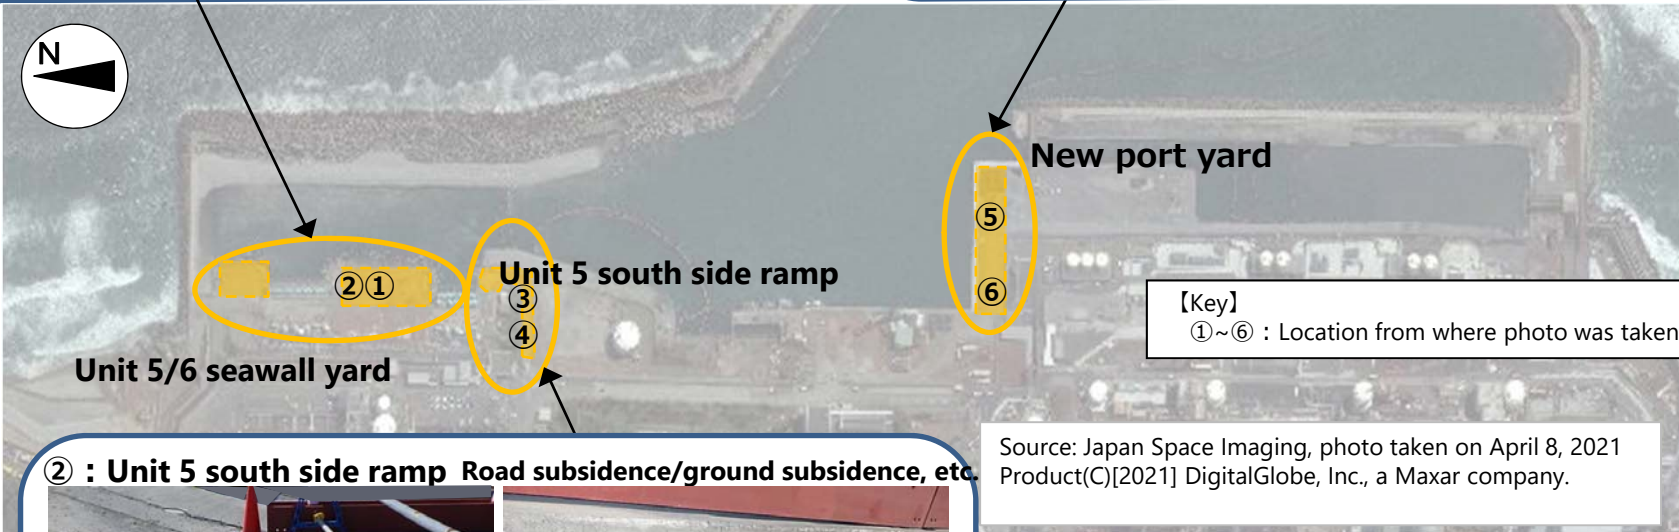 N
New port yard
⑤
②①
Unit 5 south side ramp
③
⑥
【Key】
①~⑥：Location from where photo was taken
④
Unit 5/6 seawall yard
②：Unit 5 south side ramp Road subsidence/ground subsidence, etc.
Source: Japan Space Imaging, photo taken on April 8, 2021
Product(C)[2021] DigitalGlobe, Inc., a Maxar company.